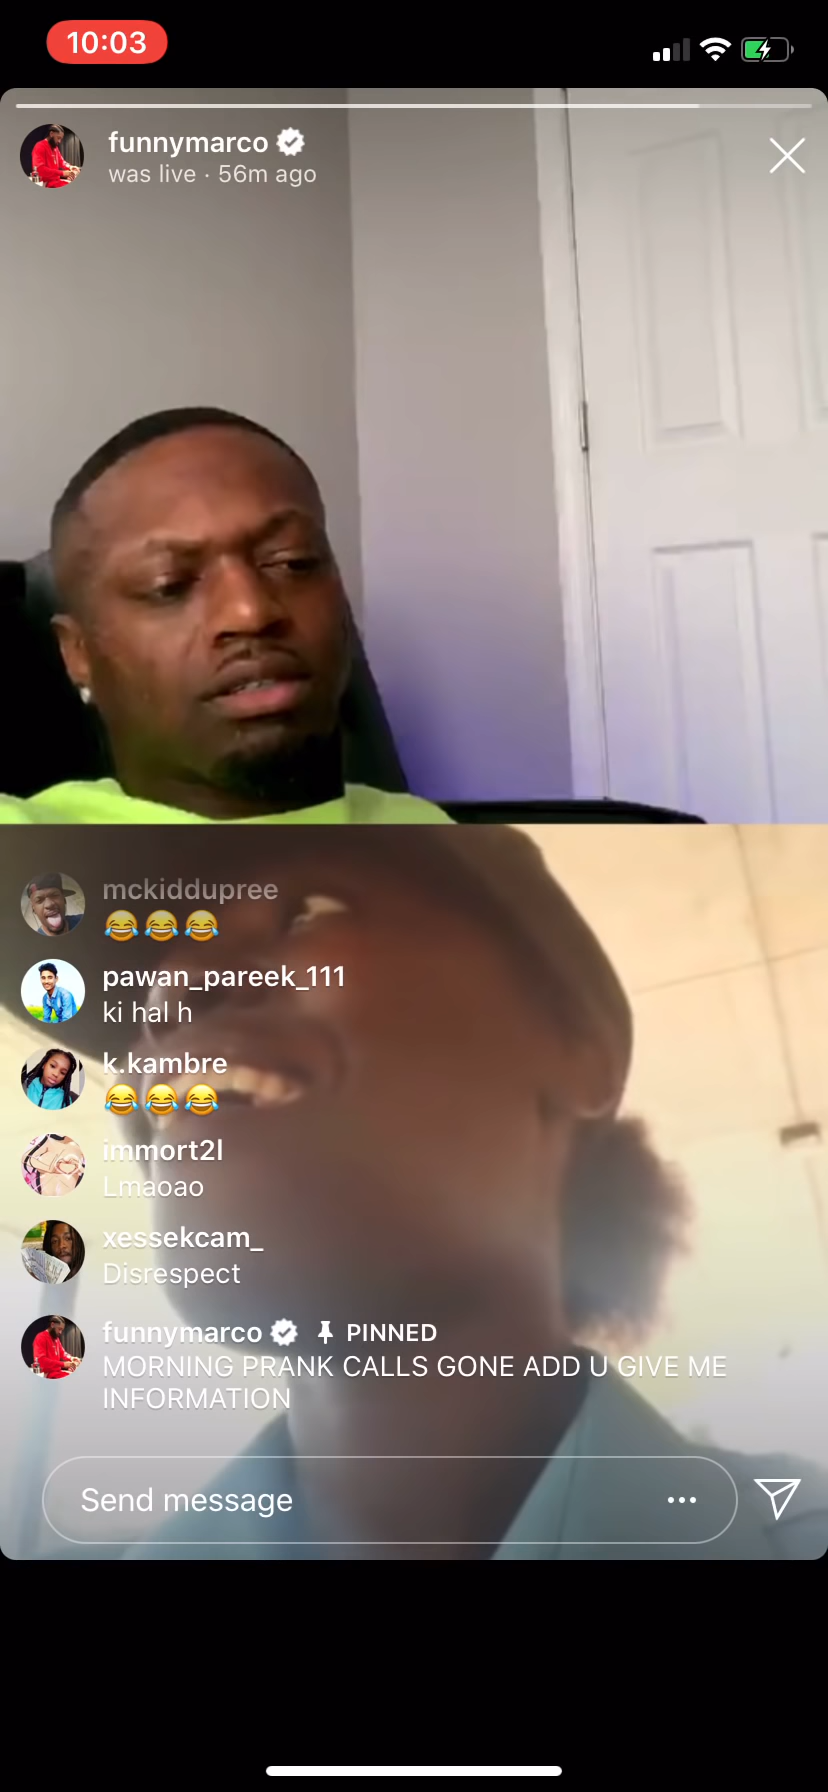 10:03
funnymarco
was live · 56m ago
mckiddupree
😂😂😂
pawan_pareek_111
ki hal h
k.kambre
😂😂😂
immort2l
Lmaoao
xessekcam_
Disrespect
funnymarco PINNED
MORNING PRANK CALLS GONE ADD U GIVE ME
INFORMATION
Send message